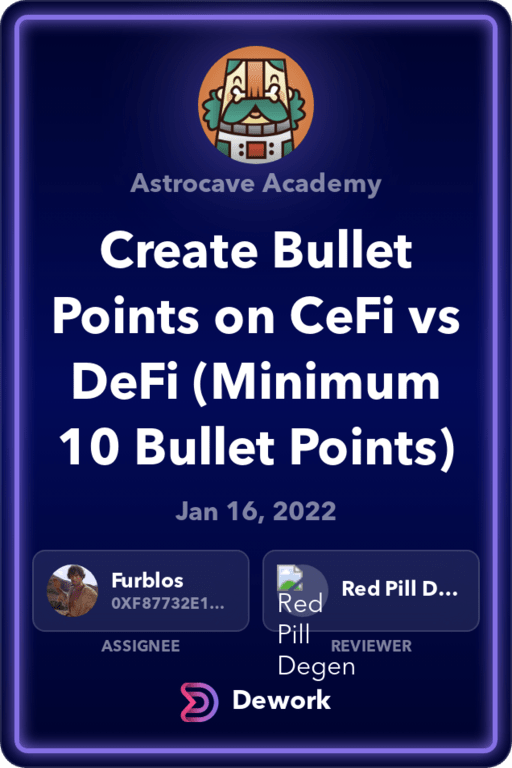 Astrocave Academy
Create Bullet
Points on CeFi vs
DeFi (Minimum
10 Bullet Points)
Jan 16, 2022
Furblos
0XF87732E1...
ASSIGNEE
Red Pill D...
Red
Pill
Degen
REVIEWER
Dework